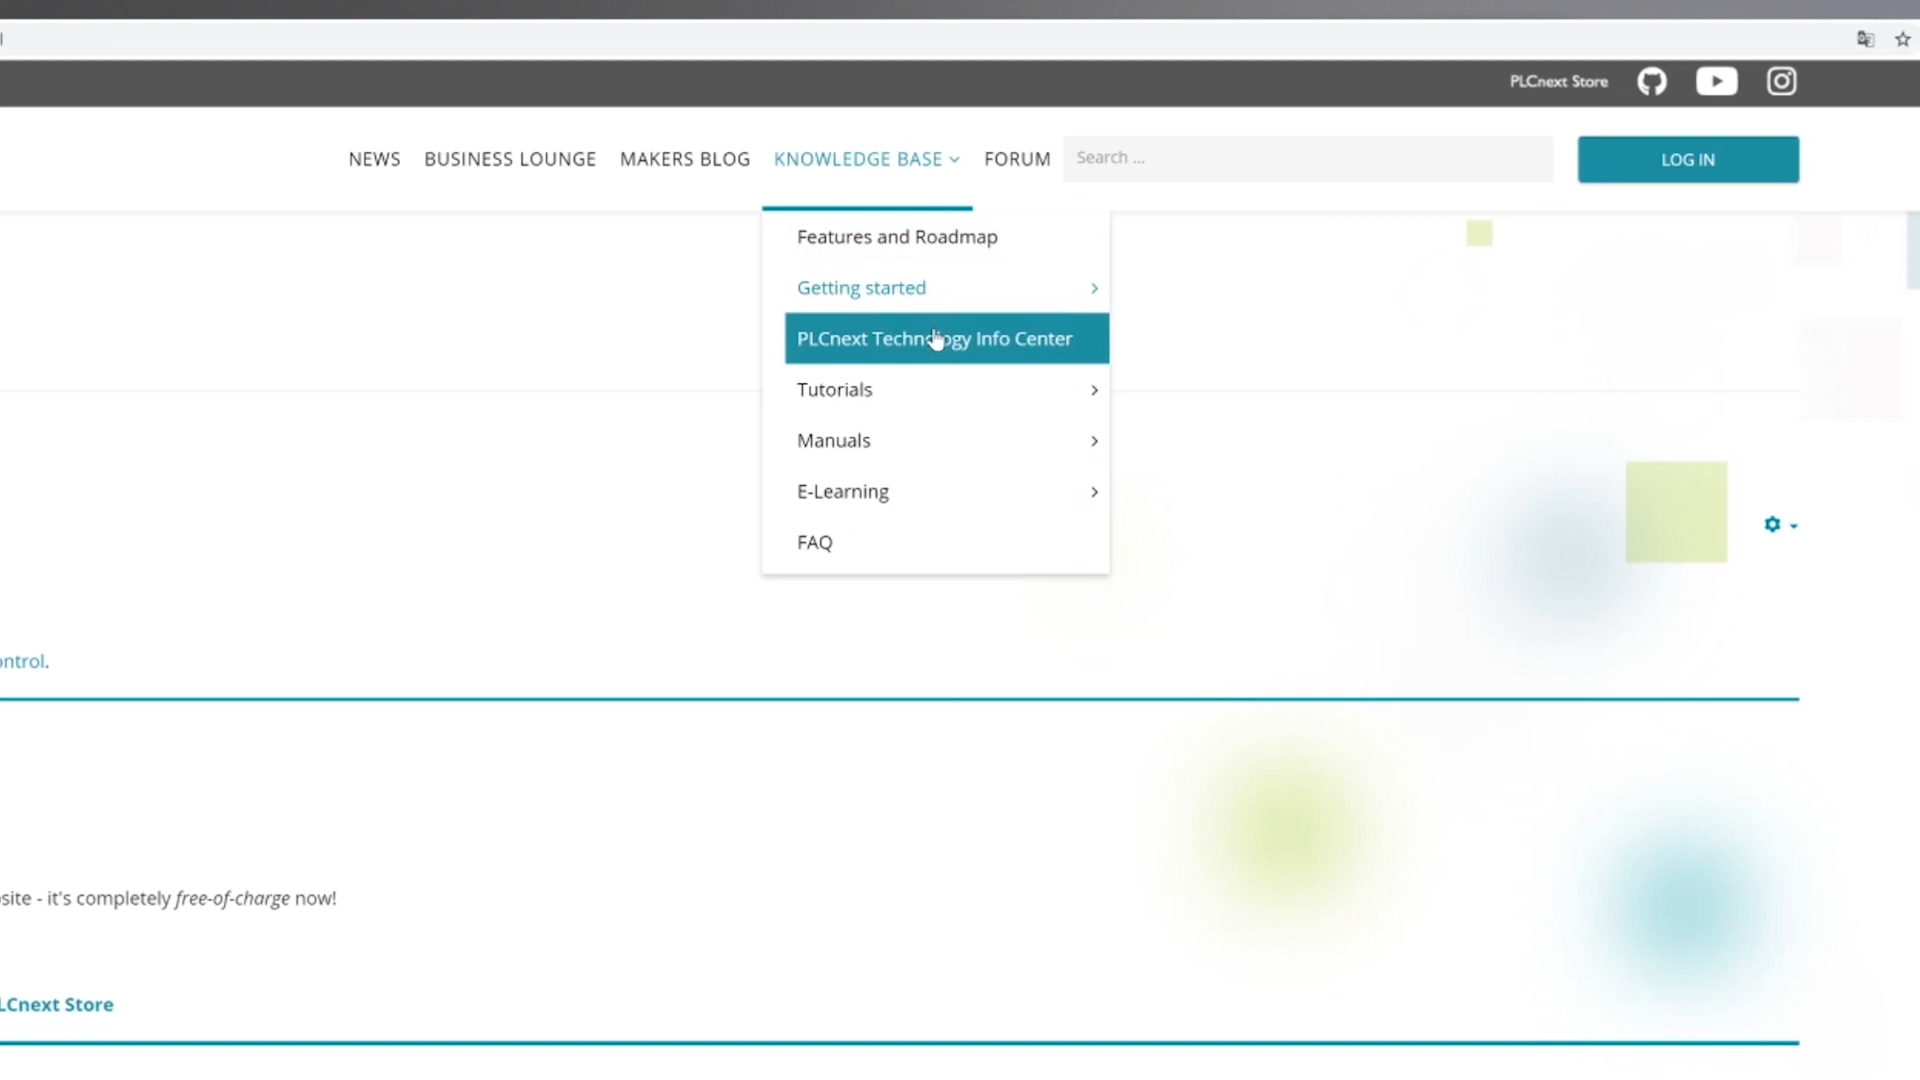 PLCnext Store
NEWS BUSINESS LOUNGE MAKERS BLOG KNOWLEDGE BASE FORUM Search ... LOG IN
Features and Roadmap
Getting started
PLCnext Technology Info Center
Tutorials
Manuals
E-Learning
FAQ
ontrol.
site - it's completely free-of-charge now!
LCnext Store